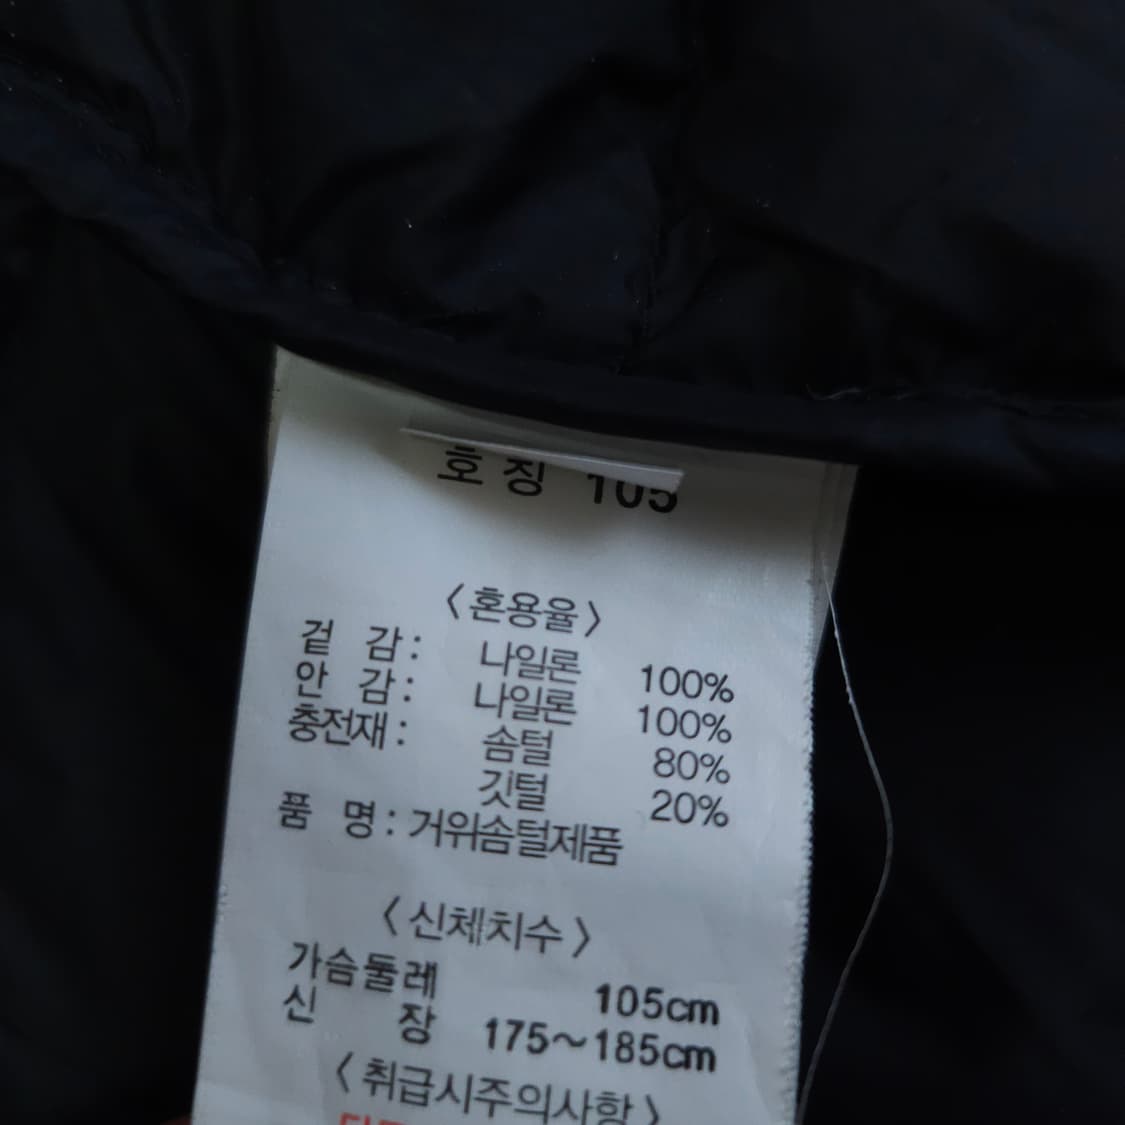 호 칭 105
〈혼용율〉
겉 감: 나일론 100%
안 감: 나일론 100%
충전재: 솜털 80%
깃털 20%
품 명: 거위솜털제품
〈신체치수〉
가슴둘레 105cm
신 장 175~185cm
〈취급시주의사항〉